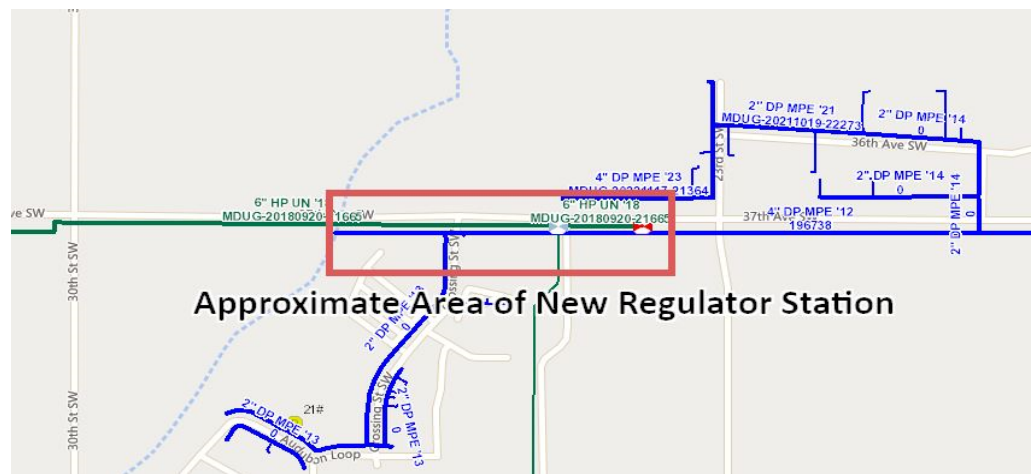 2" DP MPE '21
MDUG-20211019-22273
2" DP MPE '14
0
36th Ave SW
23rd St SW
4" DP MPE '23
2" DP MPE '14
0
6" HP UN '18
MDUG-20180920-21665
6" HP UN '18
MDUG-20180920-21665
37th Ave SW
4" DP MPE '12
196738
2" DP MPE '14
0
30th St SW
Approximate Area of New Regulator Station
2" DP MPE '13
0
Crossing St SW
2" DP MPE '13
0
21#
2" DP MPE '13
0
Audubon Loop
30th St SW